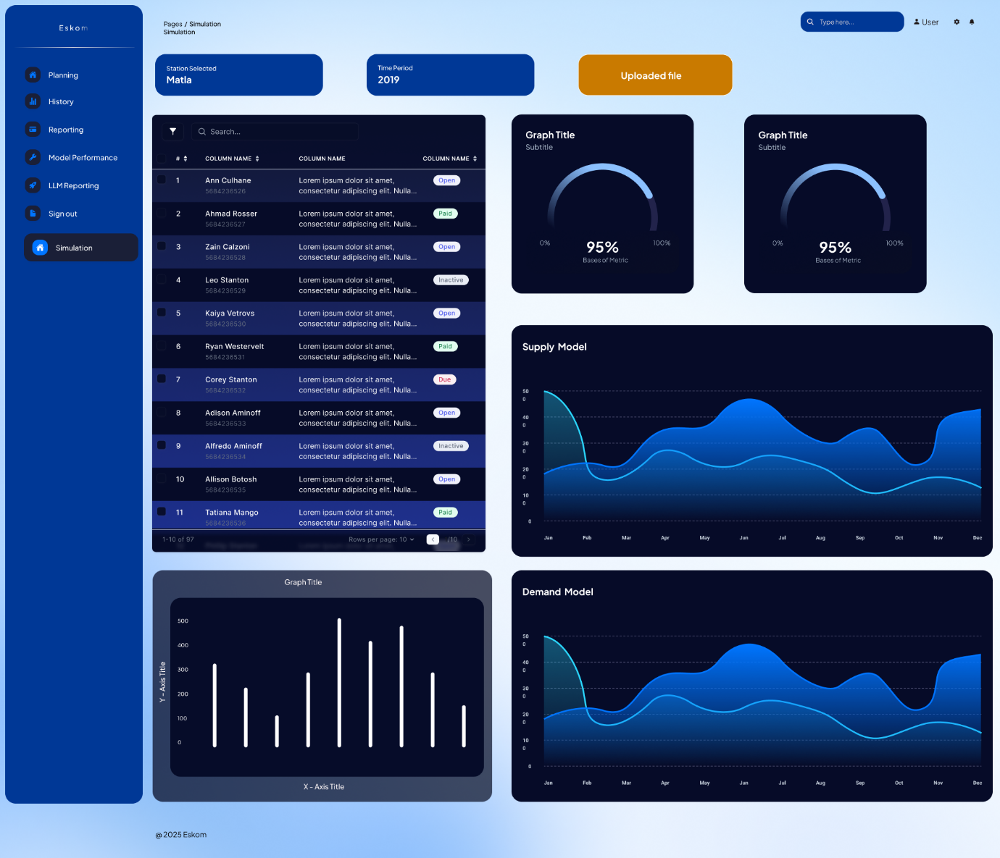 Eskom
Planning
History
Reporting
Model Performance
LLM Reporting
Sign out
Simulation
Pages / Simulation
Simulation
Type here...
User
Station Selected
Matla
Time Period
2019
Uploaded file
Search...
# COLUMN NAME COLUMN NAME COLUMN NAME
1 Ann Culhane Lorem ipsum dolor sit amet, Open
5684236526 consectetur adipiscing elit. Nulla...
2 Ahmad Rosser Lorem ipsum dolor sit amet, Paid
5684236527 consectetur adipiscing elit. Nulla...
3 Zain Calzoni Lorem ipsum dolor sit amet, Open
5684236528 consectetur adipiscing elit. Nulla...
4 Leo Stanton Lorem ipsum dolor sit amet, Inactive
5684236529 consectetur adipiscing elit. Nulla...
5 Kaiya Vetrovs Lorem ipsum dolor sit amet, Open
5684236530 consectetur adipiscing elit. Nulla...
6 Ryan Westervelt Lorem ipsum dolor sit amet, Paid
5684236531 consectetur adipiscing elit. Nulla...
7 Corey Stanton Lorem ipsum dolor sit amet, Due
5684236532 consectetur adipiscing elit. Nulla...
8 Adison Aminoff Lorem ipsum dolor sit amet, Open
5684236533 consectetur adipiscing elit. Nulla...
9 Alfredo Aminoff Lorem ipsum dolor sit amet, Inactive
5684236534 consectetur adipiscing elit. Nulla...
10 Allison Botosh Lorem ipsum dolor sit amet, Open
5684236535 consectetur adipiscing elit. Nulla...
11 Tatiana Mango Lorem ipsum dolor sit amet, Paid
5684236536 consectetur adipiscing elit. Nulla...
1-10 of 97 Rows per page: 10 /10
Graph Title
Subtitle
0% 100%
95%
Bases of Metric
Graph Title
Subtitle
0% 100%
95%
Bases of Metric
Supply Model
50
0
40
0
30
0
20
0
10
0
0
Jan Feb Mar Apr May Jun Jul Aug Sep Oct Nov Dec
Graph Title
Y - Axis Title
500
400
300
200
100
0
X - Axis Title
Demand Model
50
0
40
0
30
0
20
0
10
0
0
Jan Feb Mar Apr May Jun Jul Aug Sep Oct Nov Dec
@ 2025 Eskom